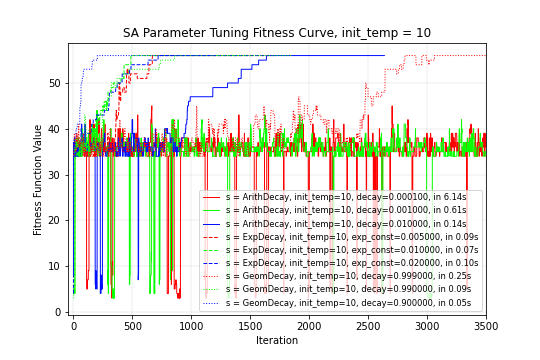 SA Parameter Tuning Fitness Curve, init_temp = 10
Fitness Function Value
50
40
30
20
10
0
s = ArithDecay, init_temp=10, decay=0.000100, in 6.14s
s = ArithDecay, init_temp=10, decay=0.001000, in 0.61s
s = ArithDecay, init_temp=10, decay=0.010000, in 0.14s
s = ExpDecay, init_temp=10, exp_const=0.005000, in 0.09s
s = ExpDecay, init_temp=10, exp_const=0.010000, in 0.07s
s = ExpDecay, init_temp=10, exp_const=0.020000, in 0.10s
s = GeomDecay, init_temp=10, decay=0.999000, in 0.25s
s = GeomDecay, init_temp=10, decay=0.990000, in 0.09s
s = GeomDecay, init_temp=10, decay=0.900000, in 0.05s
0 500 1000 1500 2000 2500 3000 3500
Iteration